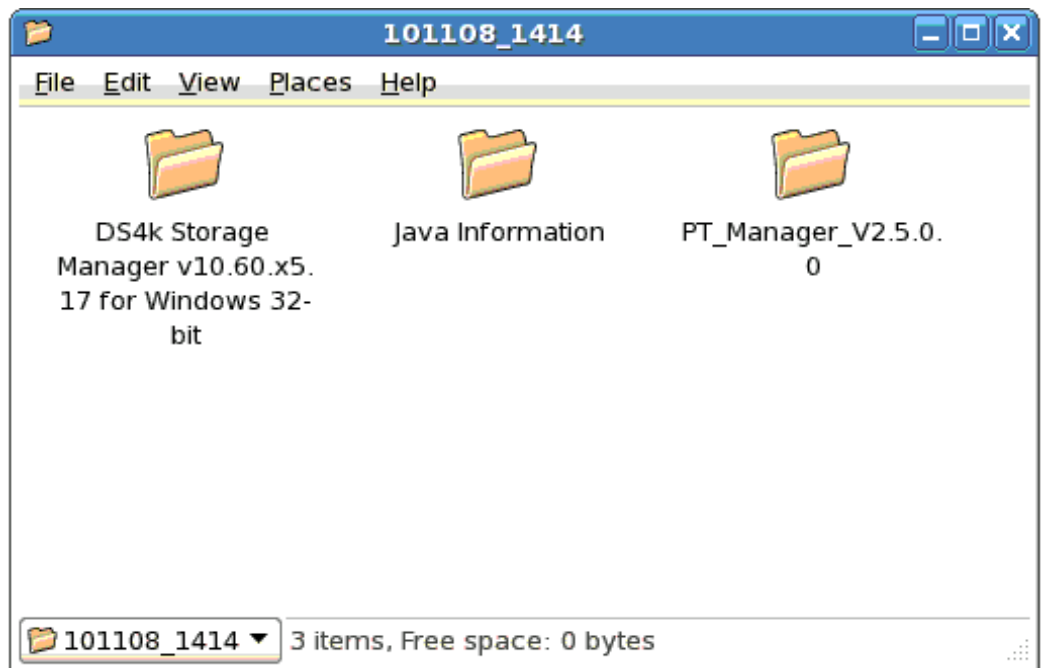 101108_1414
File Edit View Places Help
DS4k Storage
Manager v10.60.x5.
17 for Windows 32-
bit
Java Information
PT_Manager_V2.5.0.
0
101108_1414 3 items, Free space: 0 bytes